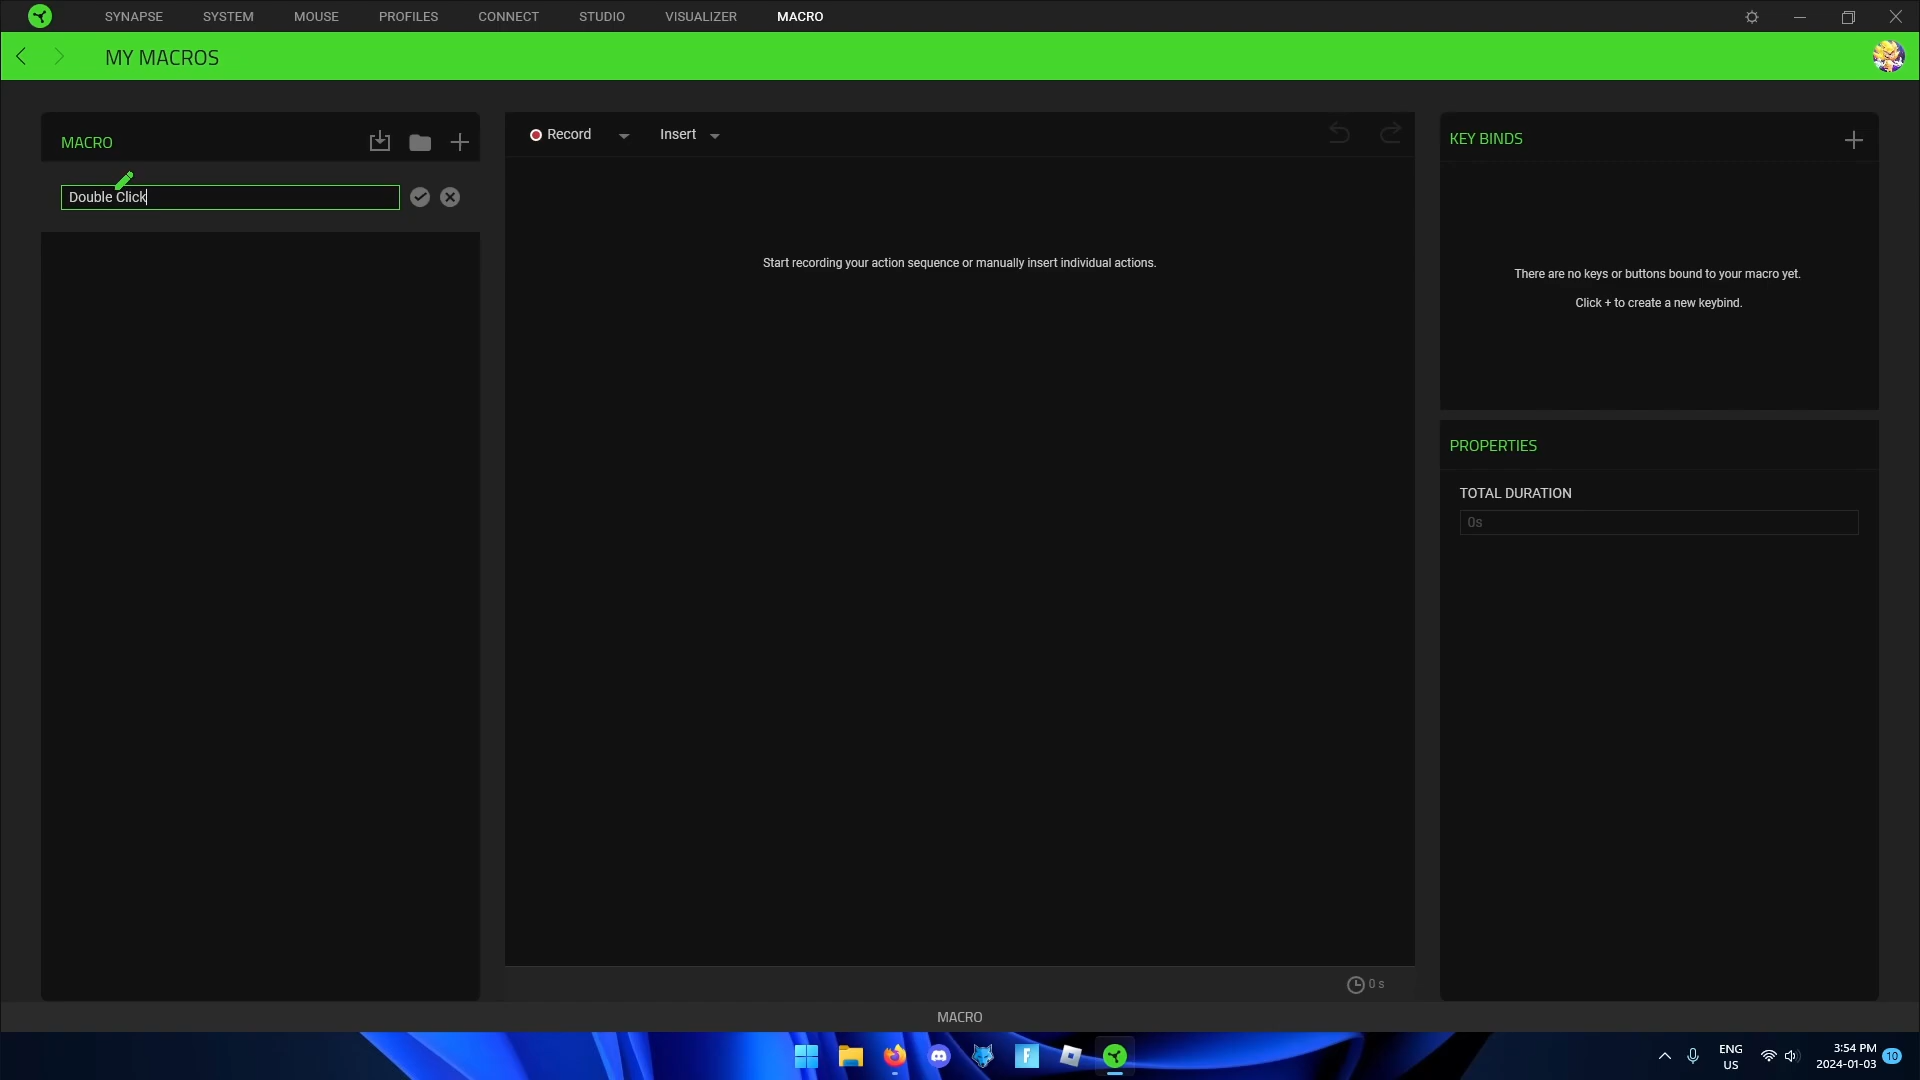 SYNAPSE SYSTEM MOUSE PROFILES CONNECT STUDIO VISUALIZER MACRO
MY MACROS
MACRO
Double Click
Record Insert
Start recording your action sequence or manually insert individual actions.
0 s
KEY BINDS
There are no keys or buttons bound to your macro yet.
Click + to create a new keybind.
PROPERTIES
TOTAL DURATION
0s
MACRO
F
ENG
US
3:54 PM
2024-01-03
10